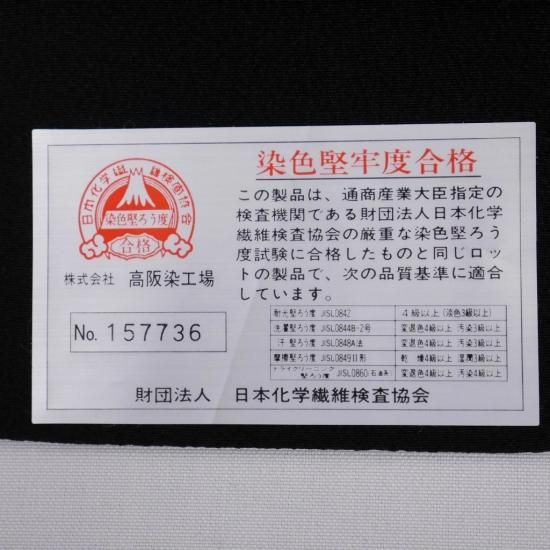 染色堅牢度合格
日本化学繊維検査協会
染色堅ろう度
合格
株式会社 高阪染工場
No. 157736
この製品は、通商産業大臣指定の
検査機関である財団法人日本化学
繊維検査協会の厳重な染色堅ろう
度試験に合格したものと同じロット
の製品で、次の品質基準に適合
しています。
耐光堅ろう度 JISL0842 4級以上(淡色3級以上)
洗濯堅ろう度 JISL0844B-2号 変退色4級以上 汚染3級以上
汗 堅ろう度 JISL0848A法 変退色4級以上 汚染3級以上
摩擦堅ろう度 JISL0849II形 乾 燥4級以上 湿潤3級以上
ドライクリーニング
堅ろう度 JISL0860(石油系) 変退色4級以上 汚染4級以上
財団法人 日本化学繊維検査協会